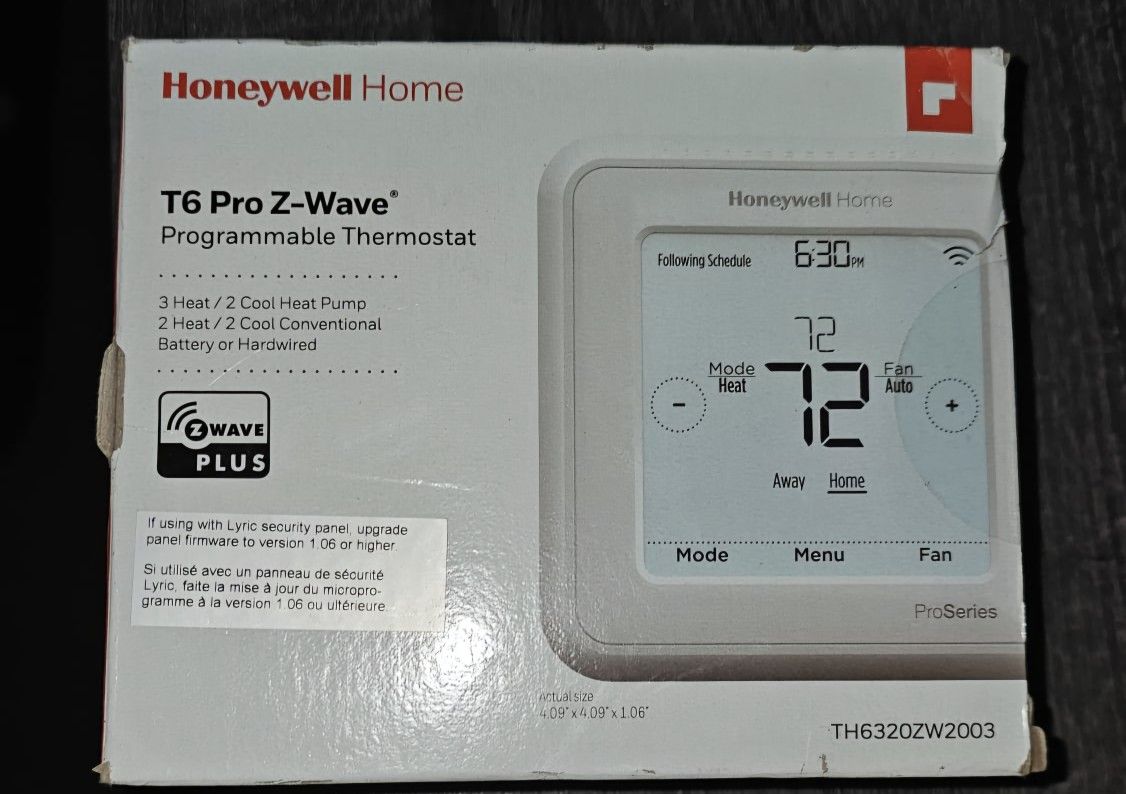 Honeywell Home
T6 Pro Z-Wave®
Programmable Thermostat
3 Heat / 2 Cool Heat Pump
2 Heat / 2 Cool Conventional
Battery or Hardwired
Z WAVE
PLUS
If using with Lyric security panel, upgrade
panel firmware to version 1.06 or higher.
Si utilisé avec un panneau de sécurité
Lyric, faite la mise à jour du micropro-
gramme à la version 1.06 ou ultérieure.
Honeywell Home
Following Schedule 6:30 PM
72
Mode Heat 72 Fan Auto
- +
Away Home
Mode Menu Fan
ProSeries
Actual size
4.09" x 4.09" x 1.06"
TH6320ZW2003